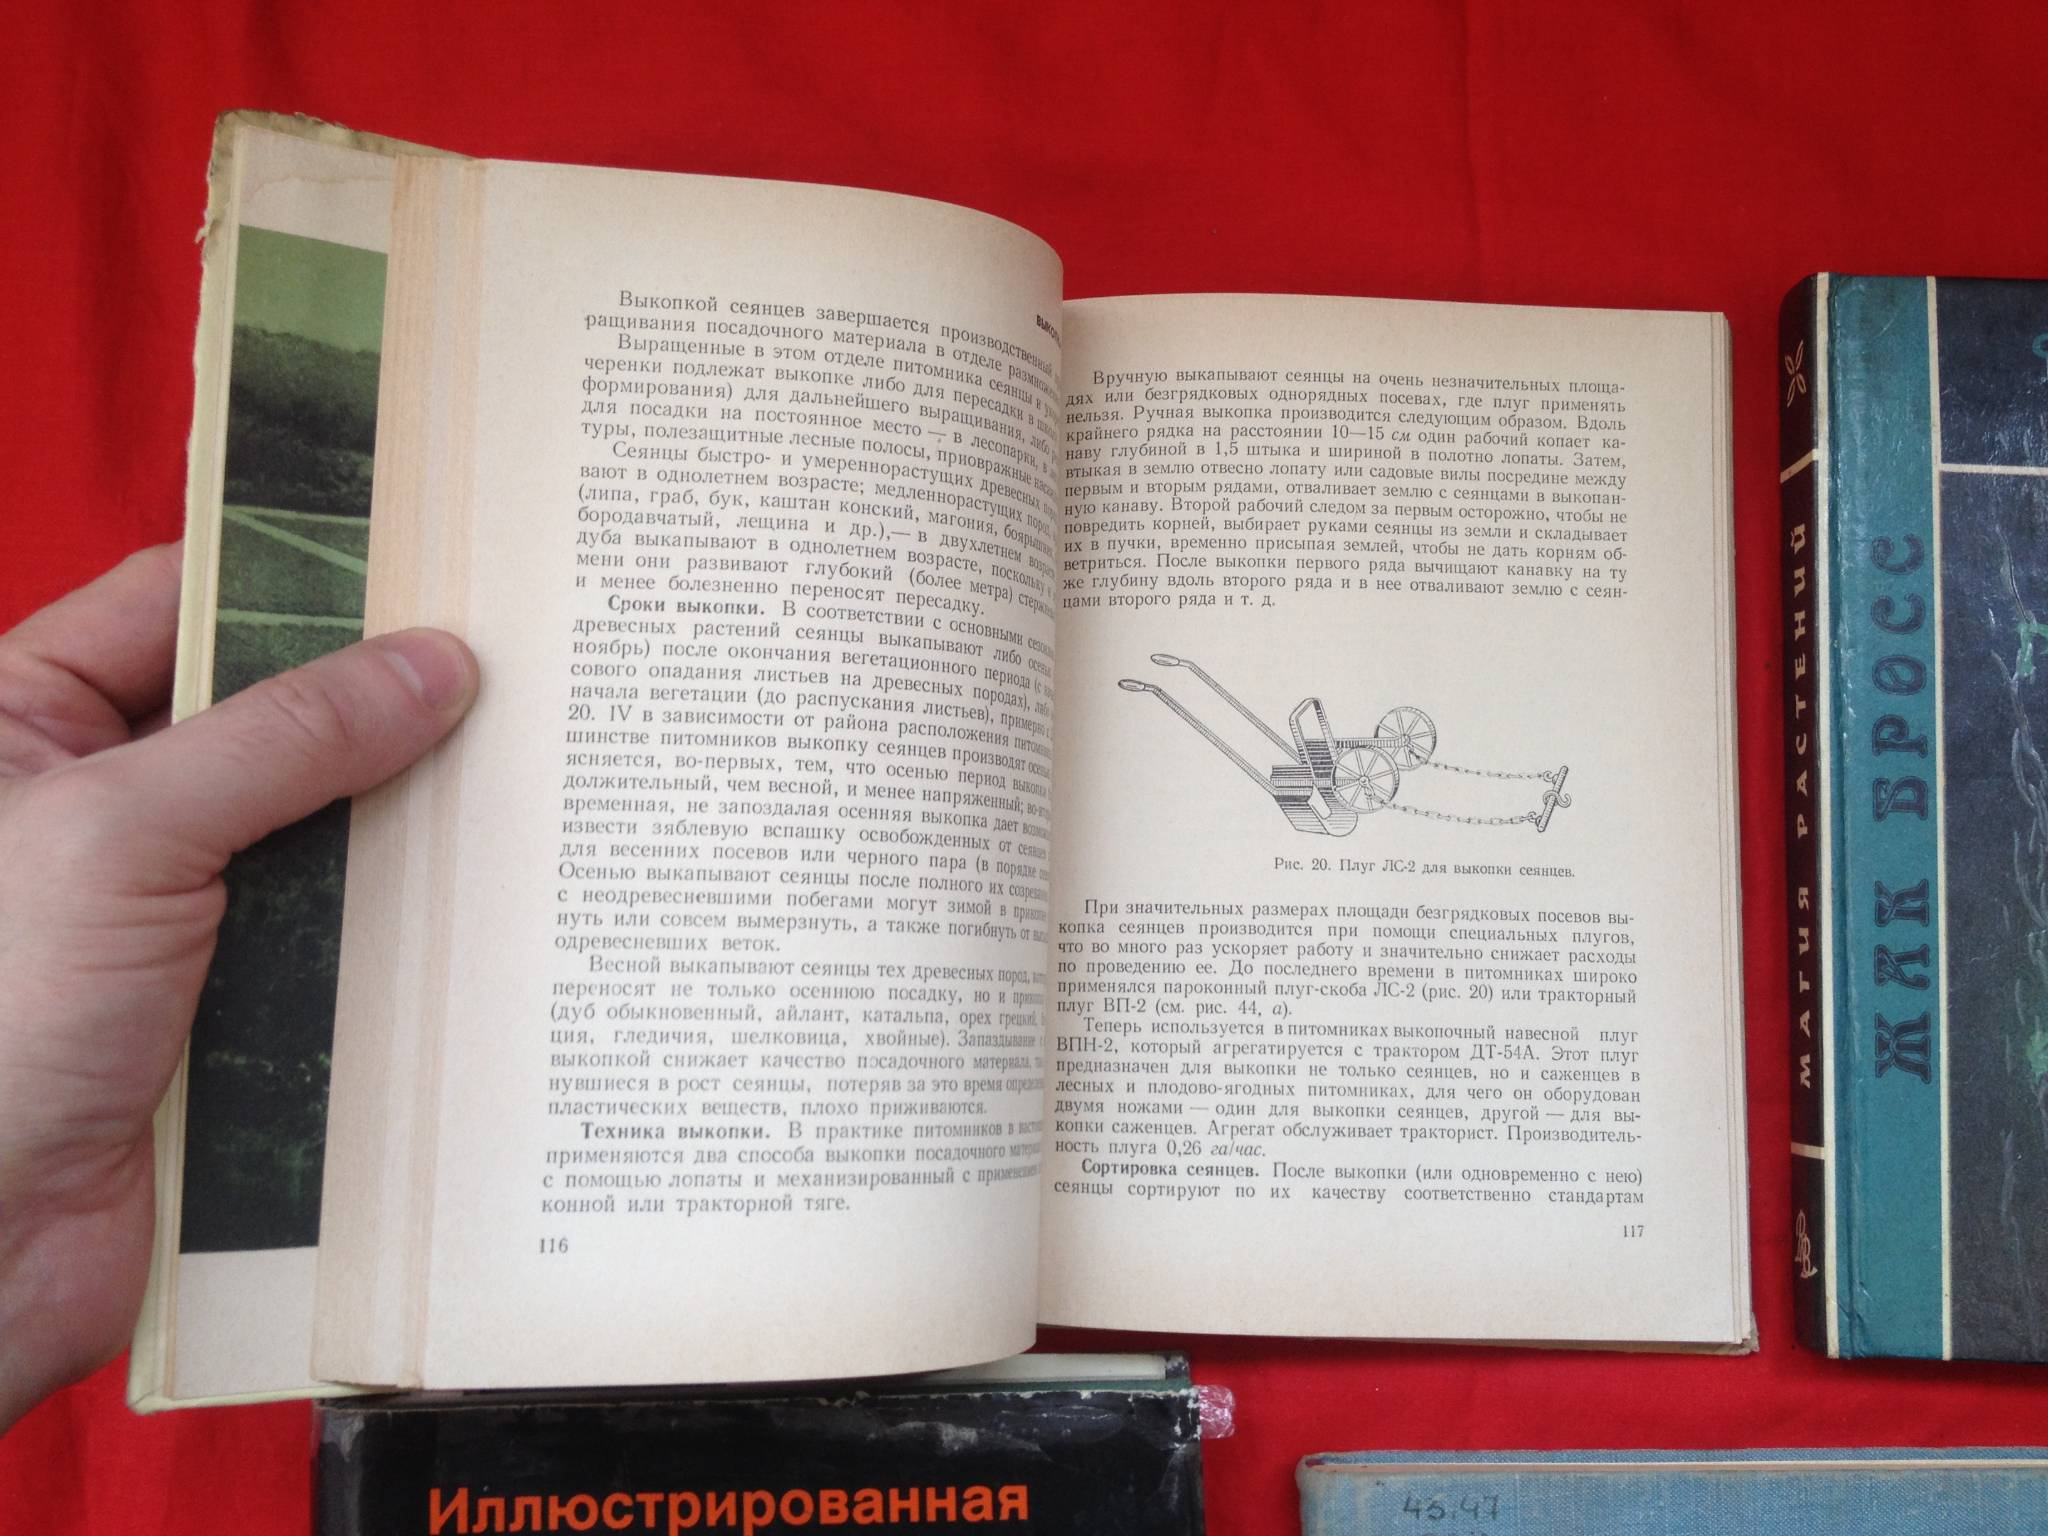 Выкопкой сеянцев завершается производственный
ращивания посадочного материала в отделе
Выращенные в этом отделе питомника сеянцы и
черенки подлежат выкопке либо для пересадки в
формирования) для дальнейшего выращивания, либо
для посадки на постоянное место — в лесопарки, в
туры, полезащитные лесные полосы, приовражные
Сеянцы быстро- и умереннорастущих древесных
вают в однолетнем возрасте; медленнорастущих пород
(липа, граб, бук, каштан конский, магония, боярышник,
бородавчатый, лещина и др.),— в двухлетнем
дуба выкапывают в однолетнем возрасте, поскольку
мени они развивают глубокий (более метра)
и менее болезненно переносят пересадку.
Сроки выкопки. В соответствии с основными
древесных растений сеянцы выкапывают либо
ноябрь) после окончания вегетационного периода (с
сового опадания листьев на древесных породах), либо
начала вегетации (до распускания листьев), примерно
20. IV в зависимости от района расположения
шинстве питомников выкопку сеянцев производят осенью
ясняется, во-первых, тем, что осенью период выкопки
должительный, чем весной, и менее напряженный;
временная, не запоздалая осенняя выкопка дает
извести зяблевую вспашку освобожденных от сеянцев
для весенних посевов или черного пара (в порядке
Осенью выкапывают сеянцы после полного их
с неодревесневшими побегами могут зимой в
нуть или совсем вымерзнуть, а также погибнуть от
одревесневших веток.
Весной выкапывают сеянцы тех древесных пород,
переносят не только осеннюю посадку, но и
(дуб обыкновенный, айлант, катальпа, орех грецкий,
ция, гледичия, шелковица, хвойные). Запаздывание
выкопкой снижает качество посадочного материала,
нувшиеся в рост сеянцы, потеряв за это время
пластических веществ, плохо приживаются.
Техника выкопки. В практике питомников в
применяются два способа выкопки посадочного
с помощью лопаты и механизированный с применением
конной или тракторной тяге.
116
Вручную выкапывают сеянцы на очень незначительных площа-
дях или безгрядковых однорядных посевах, где плуг применять
нельзя. Ручная выкопка производится следующим образом. Вдоль
крайнего рядка на расстоянии 10—15 см один рабочий копает ка-
наву глубиной в 1,5 штыка и шириной в полотно лопаты. Затем,
втыкая в землю отвесно лопату или садовые вилы посредине между
первым и вторым рядами, отваливает землю с сеянцами в выкопан-
ную канаву. Второй рабочий следом за первым осторожно, чтобы не
повредить корней, выбирает руками сеянцы из земли и складывает
их в пучки, временно присыпая землей, чтобы не дать корням об-
ветриться. После выкопки первого ряда вычищают канавку на ту
же глубину вдоль второго ряда и в нее отваливают землю с сеян-
цами второго ряда и т. д.
Рис. 20. Плуг ЛС-2 для выкопки сеянцев.
При значительных размерах площади безгрядковых посевов вы-
копка сеянцев производится при помощи специальных плугов,
что во много раз ускоряет работу и значительно снижает расходы
по проведению ее. До последнего времени в питомниках широко
применялся пароконный плуг-скоба ЛС-2 (рис. 20) или тракторный
плуг ВП-2 (см. рис. 44, а).
Теперь используется в питомниках выкопочный навесной плуг
ВПН-2, который агрегатируется с трактором ДТ-54А. Этот плуг
предназначен для выкопки не только сеянцев, но и саженцев в
лесных и плодово-ягодных питомниках, для чего он оборудован
двумя ножами — один для выкопки сеянцев, другой — для вы-
копки саженцев. Агрегат обслуживает тракторист. Производитель-
ность плуга 0,26 га/час.
Сортировка сеянцев. После выкопки (или одновременно с нею)
сеянцы сортируют по их качеству соответственно стандартам
117
МАГИЯ РАСТЕНИЙ
ЖАК БРОСС
Иллюстрированная
43.47